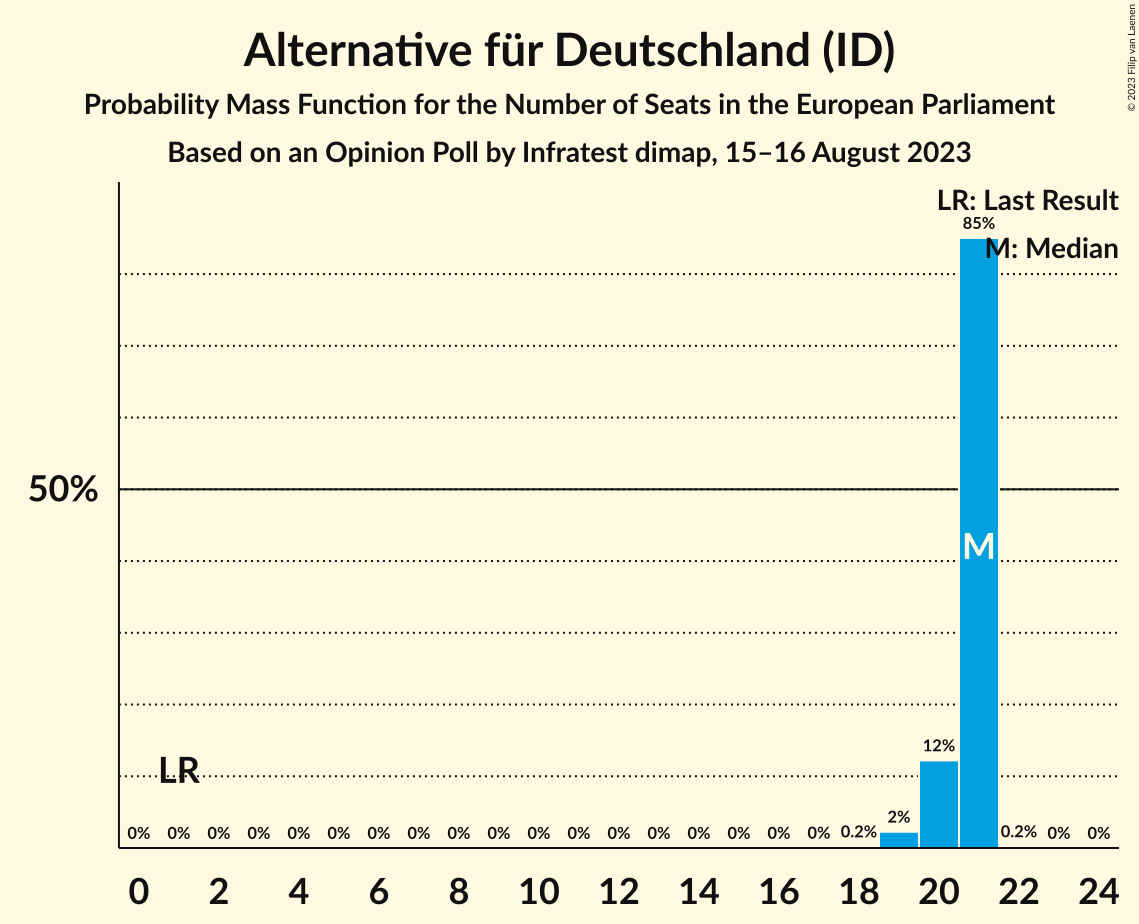 Alternative für Deutschland (ID)
Probability Mass Function for the Number of Seats in the European Parliament
Based on an Opinion Poll by Infratest dimap, 15–16 August 2023
© 2023 Filip van Laenen
LR: Last Result
85%
M: Median
50%
M
12%
LR
0% 0% 0% 0% 0% 0% 0% 0% 0% 0% 0% 0% 0% 0% 0% 0% 0% 0% 0.2% 2% 0.2% 0% 0%
0 2 4 6 8 10 12 14 16 18 20 22 24